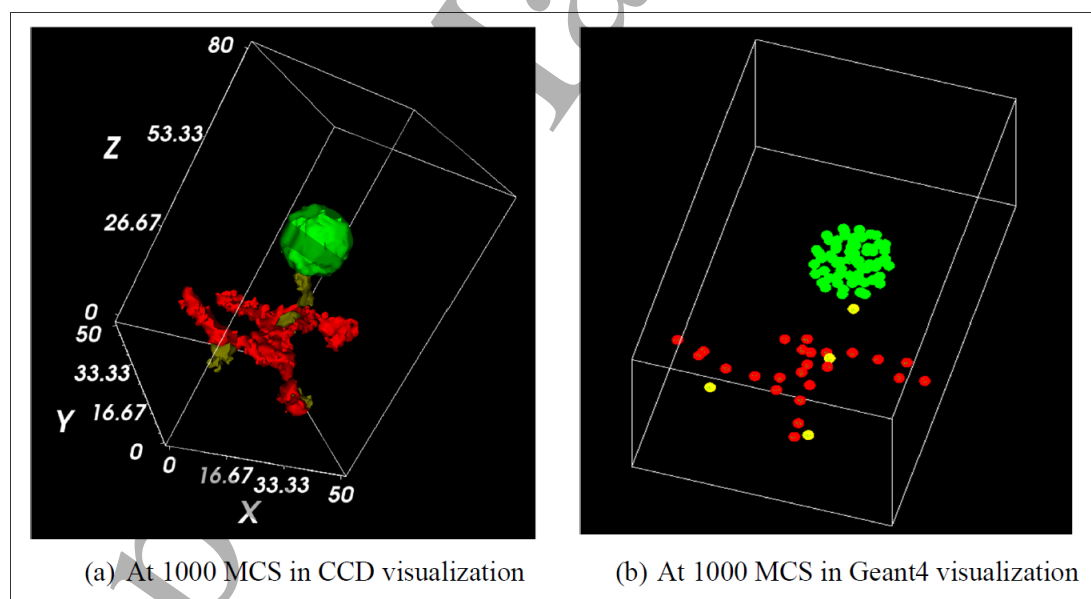 80
Z
53.33
26.67
0
50
33.33
Y
16.67
0
0
16.67
33.33
50
X
(a) At 1000 MCS in CCD visualization
(b) At 1000 MCS in Geant4 visualization